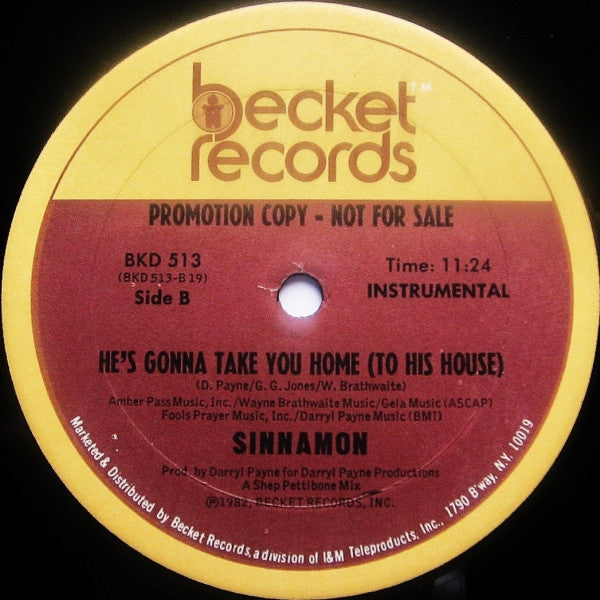 becket T.M.
records
PROMOTION COPY - NOT FOR SALE
BKD 513
(BKD 513-B 19)
Side B
Time: 11:24
INSTRUMENTAL
HE'S GONNA TAKE YOU HOME (TO HIS HOUSE)
(D. Payne/G. G. Jones/W. Brathwaite)
Amber Pass Music, Inc./Wayne Brathwaite Music/Gela Music (ASCAP)
Fools Prayer Music, Inc./Darryl Payne Music (BMI)
SINNAMON
Prod. by Darryl Payne for Darryl Payne Productions
A Shep Pettibone Mix
℗1982, BECKET RECORDS, INC.
Marketed & Distributed by Becket Records, a division of I&M Teleproducts, Inc., 1790 B'way, N.Y. 10019